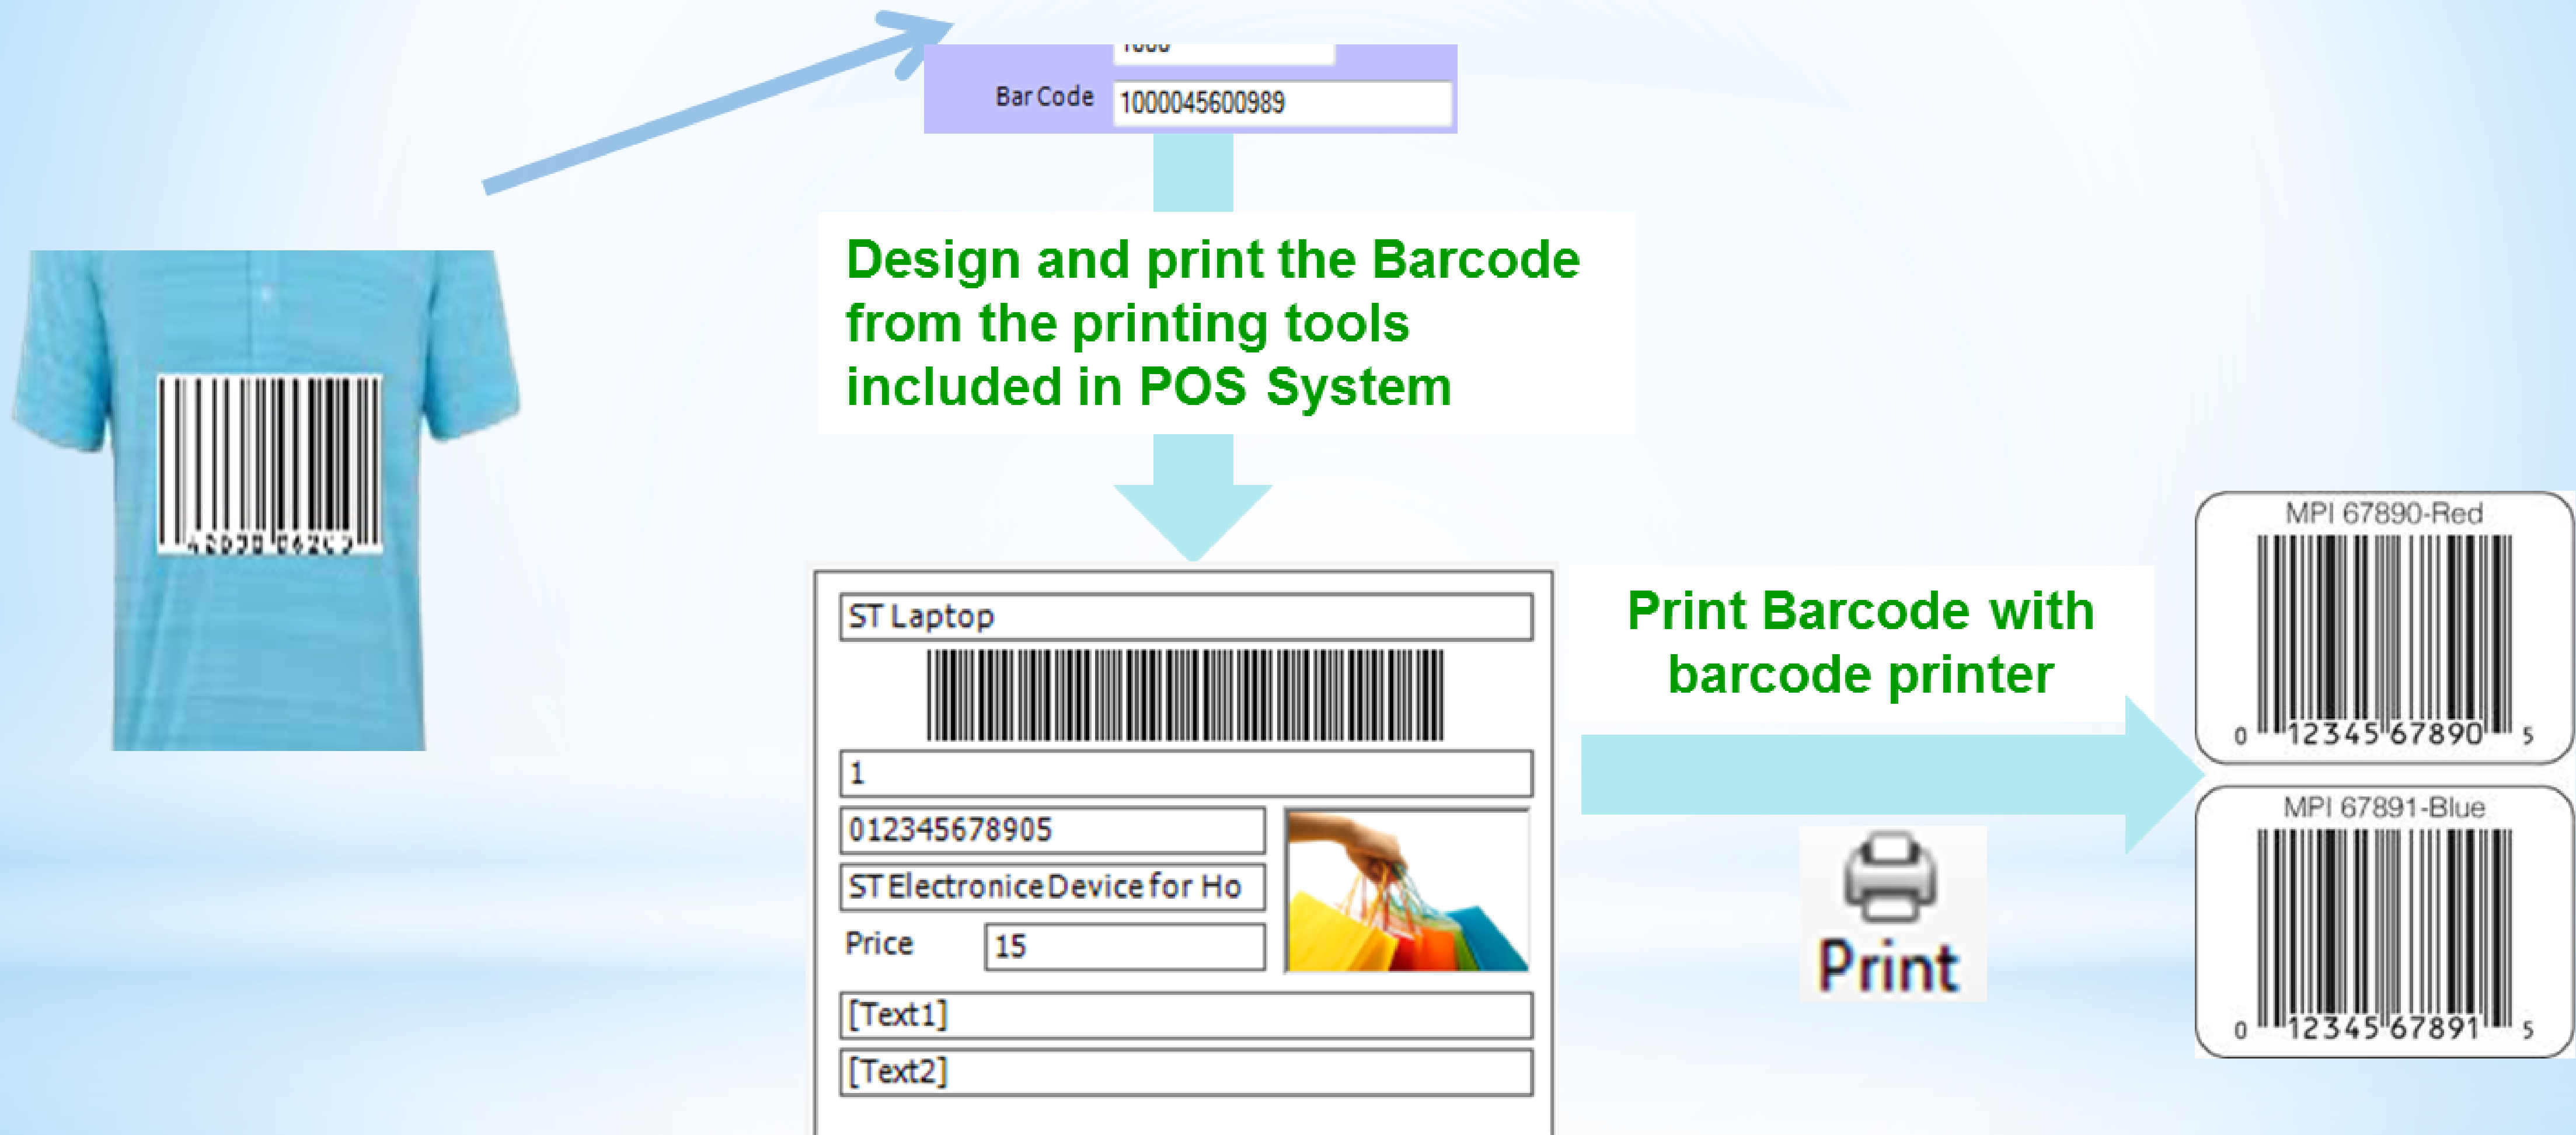 Bar Code 1000045600989
Design and print the Barcode
from the printing tools
included in POS System
ST Laptop
1
012345678905
ST Electronice Device for Ho
Price 15
[Text1]
[Text2]
Print Barcode with
barcode printer
Print
MPI 67890-Red
0 12345 67890 5
MPI 67891-Blue
0 12345 67891 5